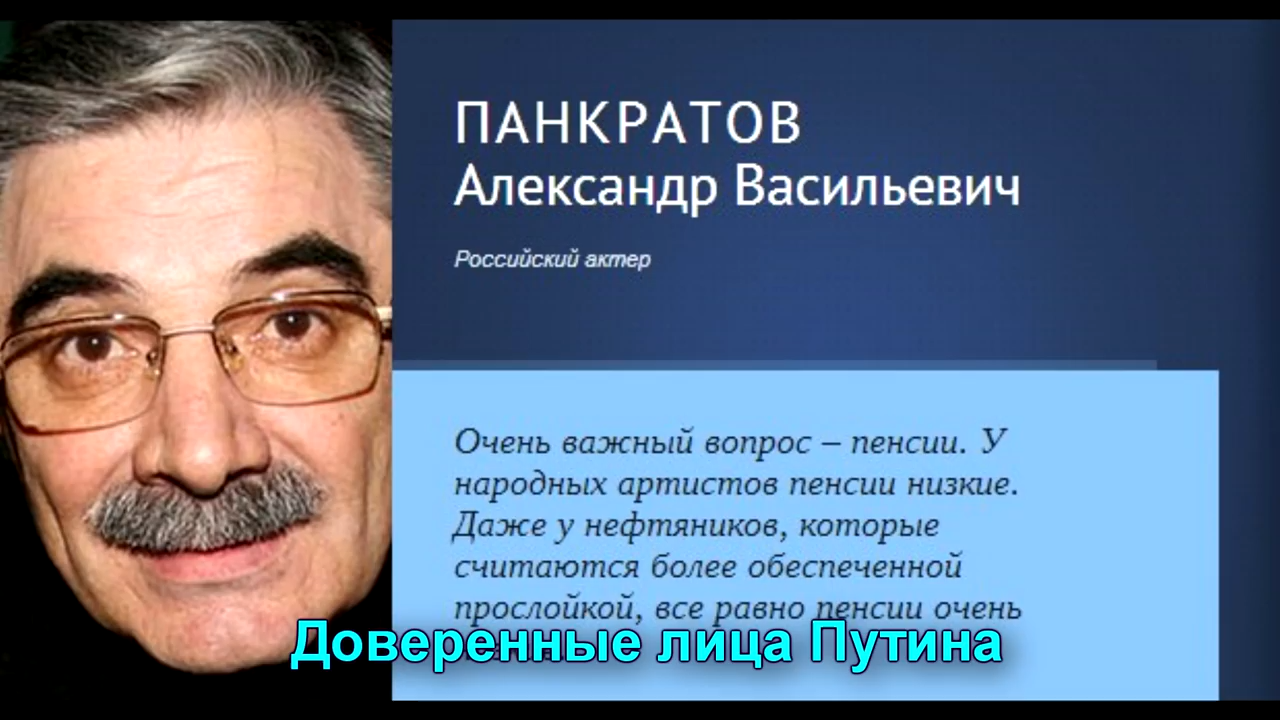 ПАНКРАТОВ
Александр Васильевич
Российский актер
Очень важный вопрос – пенсии. У
народных артистов пенсии низкие.
Даже у нефтяников, которые
считаются более обеспеченной
прослойкой, все равно пенсии очень
Доверенные лица Путина